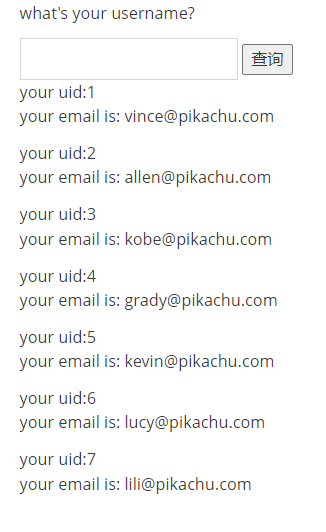 what's your username?
查询
your uid:1
your email is: vince@pikachu.com
your uid:2
your email is: allen@pikachu.com
your uid:3
your email is: kobe@pikachu.com
your uid:4
your email is: grady@pikachu.com
your uid:5
your email is: kevin@pikachu.com
your uid:6
your email is: lucy@pikachu.com
your uid:7
your email is: lili@pikachu.com